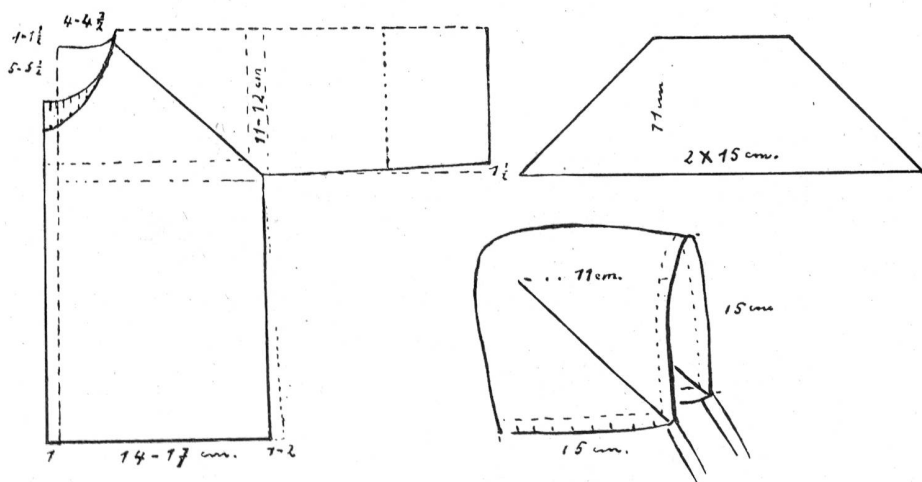 4-4½
1-1½
5-5½
11-12 cm
1½
1
14-17 cm.
1-2
11 cm
2 X 15 cm.
11 cm.
15 cm
15 cm.